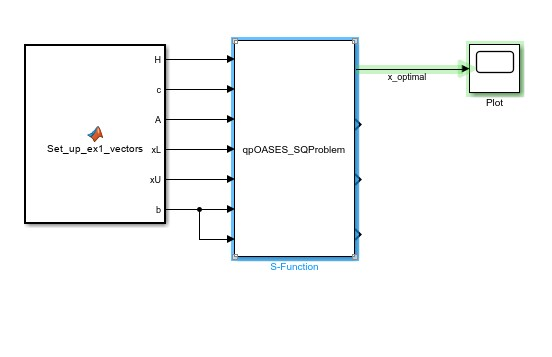 H
c
x_optimal
Plot
A
Set_up_ex1_vectors
xL
qpOASES_SQProblem
xU
b
S-Function